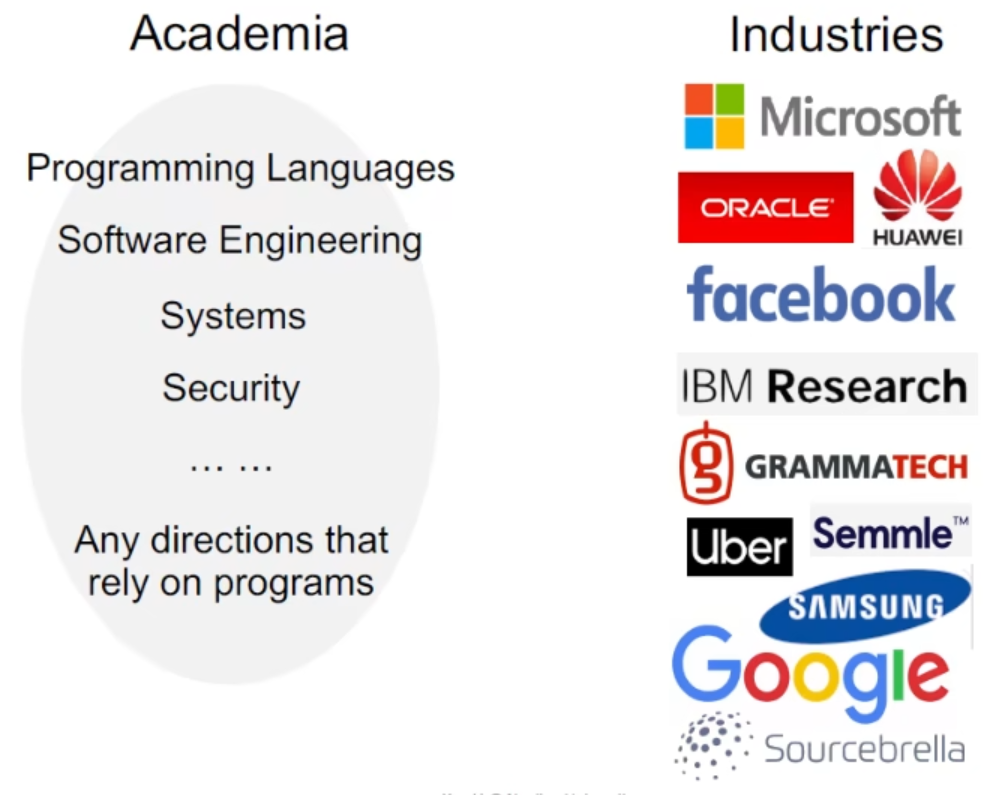 Academia
Programming Languages
Software Engineering
Systems
Security
... ...
Any directions that
rely on programs
Industries
Microsoft
ORACLE
HUAWEI
facebook
IBM Research
g GRAMMATECH
Uber
Semmle™
SAMSUNG
Google
Sourcebrella